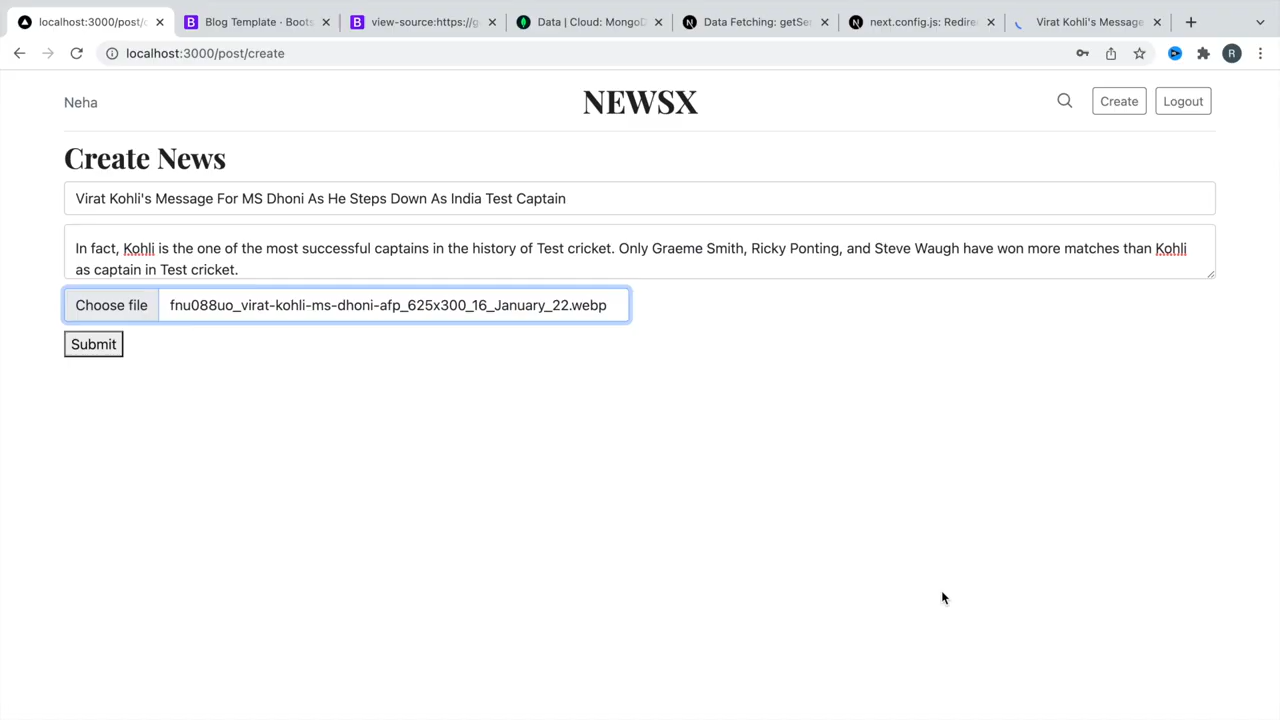 localhost:3000/post/c
Blog Template · Boots
view-source:https://g
Data | Cloud: MongoD
Data Fetching: getSe
next.config.js: Redire
Virat Kohli's Message
localhost:3000/post/create
R
Neha
NEWSX
Create
Logout
Create News
Virat Kohli's Message For MS Dhoni As He Steps Down As India Test Captain
In fact, Kohli is the one of the most successful captains in the history of Test cricket. Only Graeme Smith, Ricky Ponting, and Steve Waugh have won more matches than Kohli
as captain in Test cricket.
Choose file fnu088uo_virat-kohli-ms-dhoni-afp_625x300_16_January_22.webp
Submit